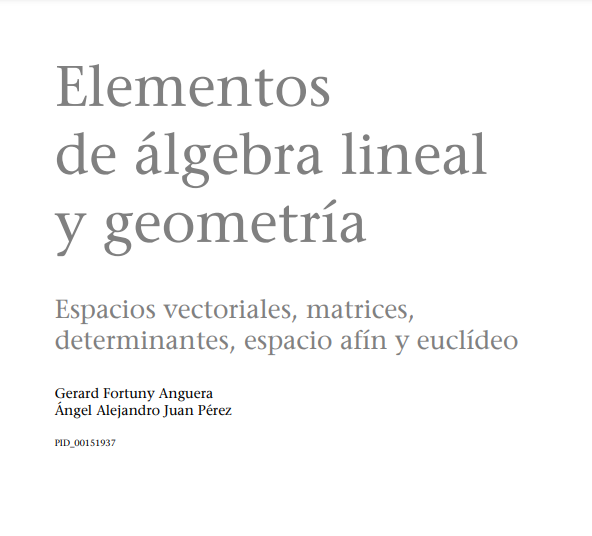 Elementos
de álgebra lineal
y geometría
Espacios vectoriales, matrices,
determinantes, espacio afín y euclídeo
Gerard Fortuny Anguera
Ángel Alejandro Juan Pérez
PID_00151937